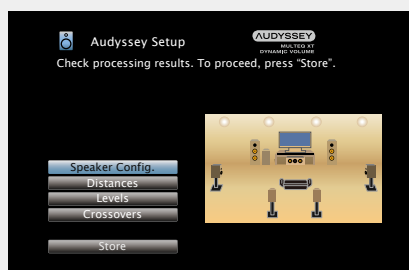 Audyssey Setup
AUDYSSEY
MULTEQ XT
DYNAMIC VOLUME
Check processing results. To proceed, press “Store”.
Speaker Config.
Distances
Levels
Crossovers
Store